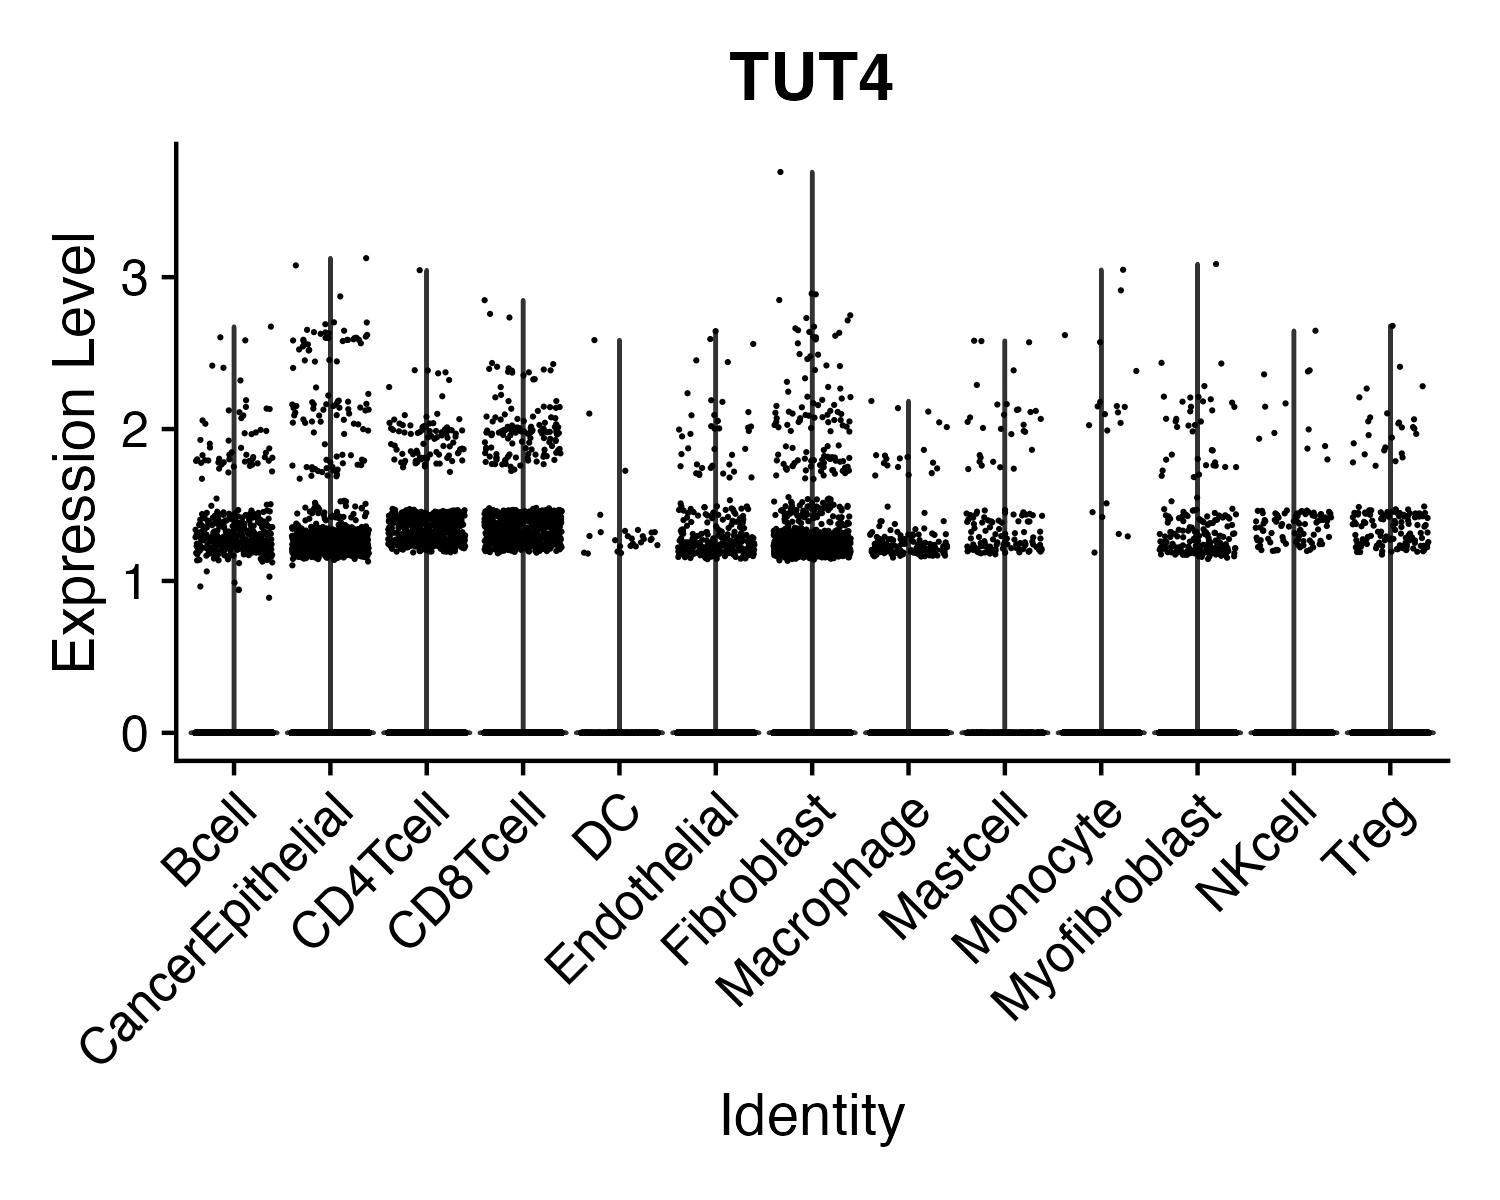 TUT4
Expression Level
3
2
1
0
Bcell
CancerEpithelial
CD4Tcell
CD8Tcell
DC
Endothelial
Fibroblast
Macrophage
Mastcell
Monocyte
Myofibroblast
NKcell
Treg
Identity